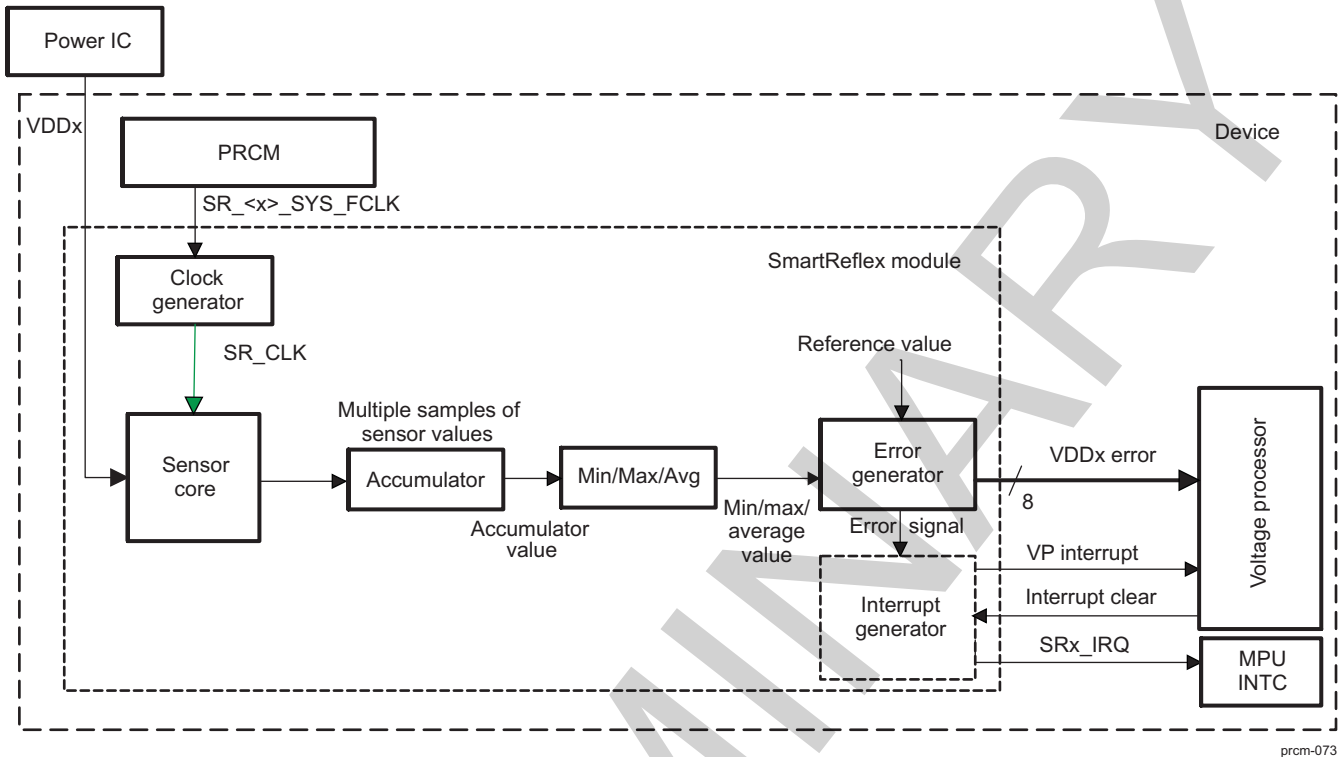 Power IC
VDDx
Device
PRCM
SR_<x>_SYS_FCLK
SmartReflex module
Clock
generator
Reference value
SR_CLK
Multiple samples of
sensor values
Sensor
core
Accumulator
Min/Max/Avg
Error
generator
VDDx error
8
Voltage processor
Accumulator
value
Min/max/
average
value
Error signal
VP interrupt
Interrupt clear
Interrupt
generator
SRx_IRQ
MPU
INTC
prcm-073
MINARY